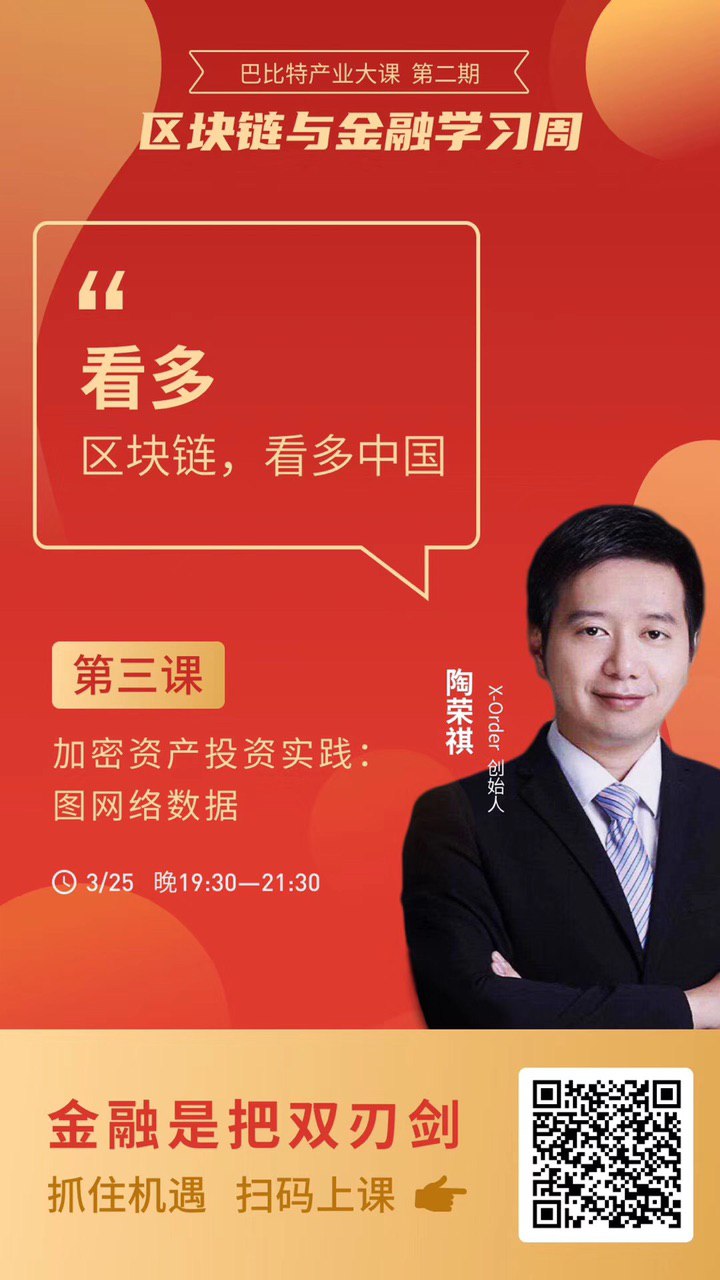 巴比特产业大课 第二期
区块链与金融学习周
“
看多
区块链，看多中国
第三课
加密资产投资实践：
图网络数据
3/25 晚19:30—21:30
陶荣祺
X-Order 创始人
金融是把双刃剑
抓住机遇 扫码上课